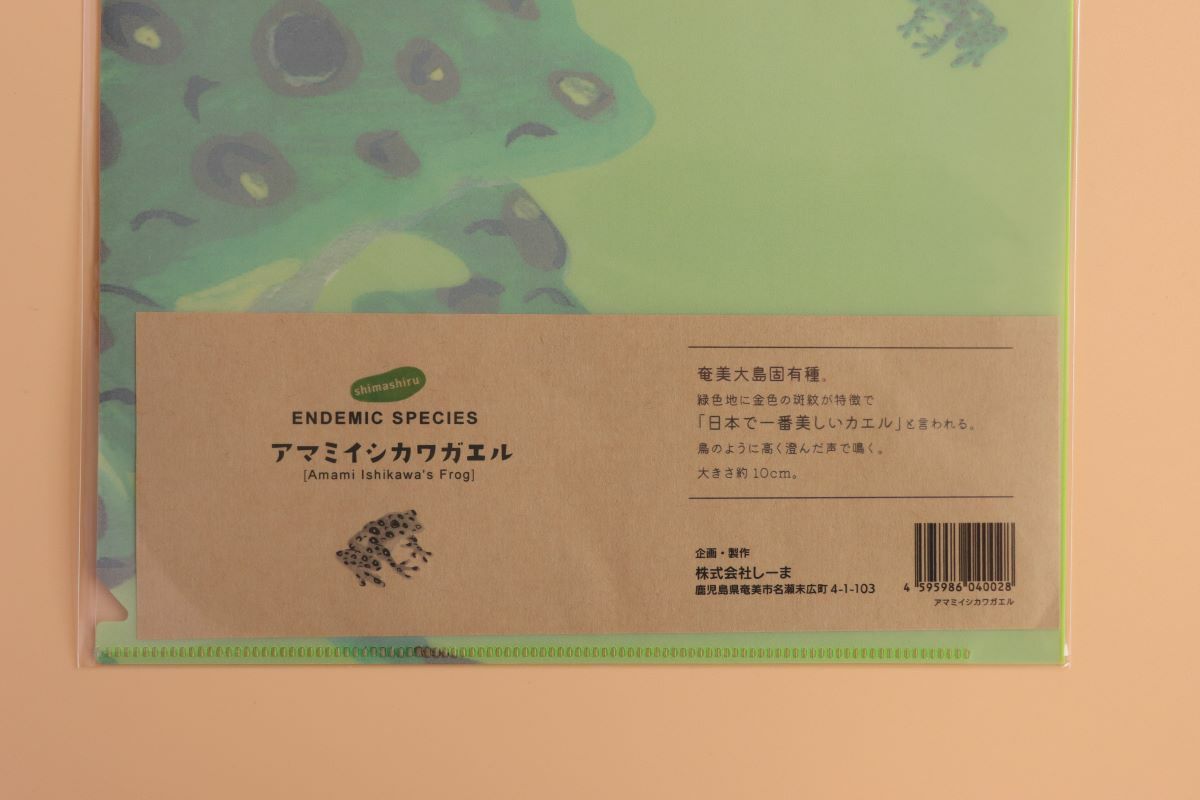 shimashiru
ENDEMIC SPECIES
アマミイシカワガエル
[Amami Ishikawa's Frog]
奄美大島固有種。
緑色地に金色の斑紋が特徴で
「日本で一番美しいカエル」と言われる。
鳥のように高く澄んだ声で鳴く。
大きさ約10cm。
企画・製作
株式会社しーま
鹿児島県奄美市名瀬末広町4-1-103
4 595986 040028
アマミイシカワガエル